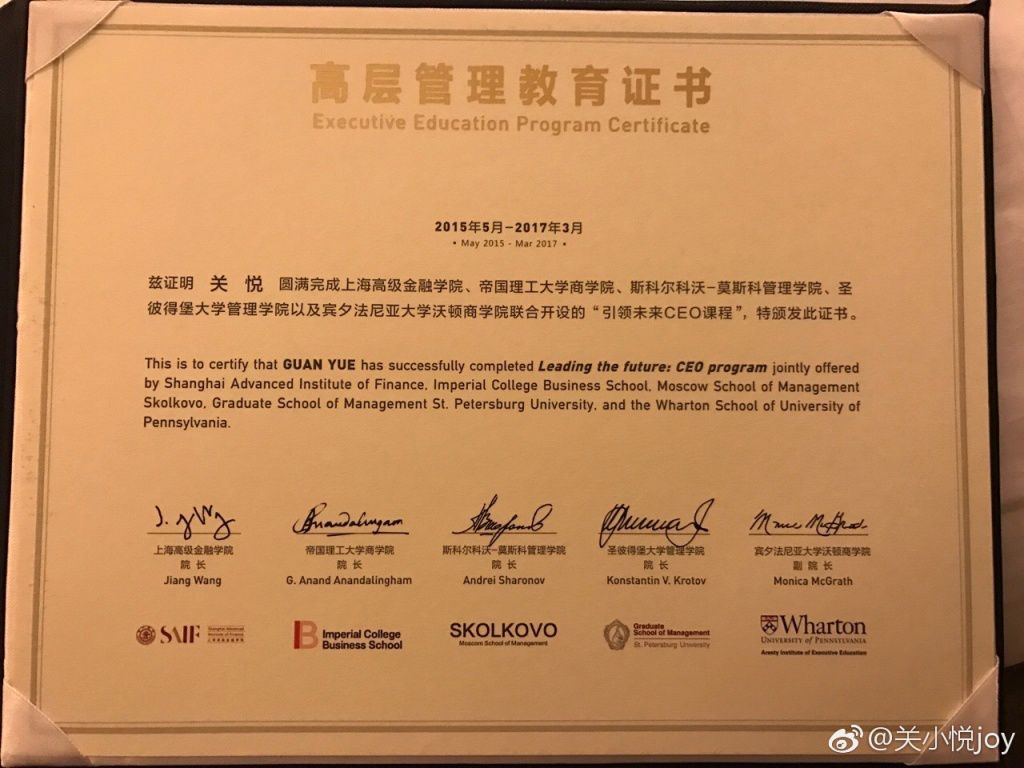 高层管理教育证书
Executive Education Program Certificate
2015年5月-2017年3月
• May 2015 - Mar 2017 •
兹证明 关 悦 圆满完成上海高级金融学院、帝国理工大学商学院、斯科尔科沃-莫斯科管理学院、圣
彼得堡大学管理学院以及宾夕法尼亚大学沃顿商学院联合开设的“引领未来CEO课程”，特颁发此证书。
This is to certify that GUAN YUE has successfully completed Leading the future: CEO program jointly offered
by Shanghai Advanced Institute of Finance, Imperial College Business School, Moscow School of Management
Skolkovo, Graduate School of Management St. Petersburg University, and the Wharton School of University of
Pennsylvania.
上海高级金融学院 帝国理工大学商学院 斯科尔科沃-莫斯科管理学院 圣彼得堡大学管理学院 宾夕法尼亚大学沃顿商学院
院 长 院 长 院 长 院 长 副 院 长
Jiang Wang G. Anand Anandalingham Andrei Sharonov Konstantin V. Krotov Monica McGrath
SAIF Shanghai Advanced Institute of Finance
Imperial College
Business School
SKOLKOVO
Moscow School of Management
Graduate
School of Management
St. Petersburg University
Wharton
UNIVERSITY of PENNSYLVANIA
Aresty Institute of Executive Education
@关小悦joy